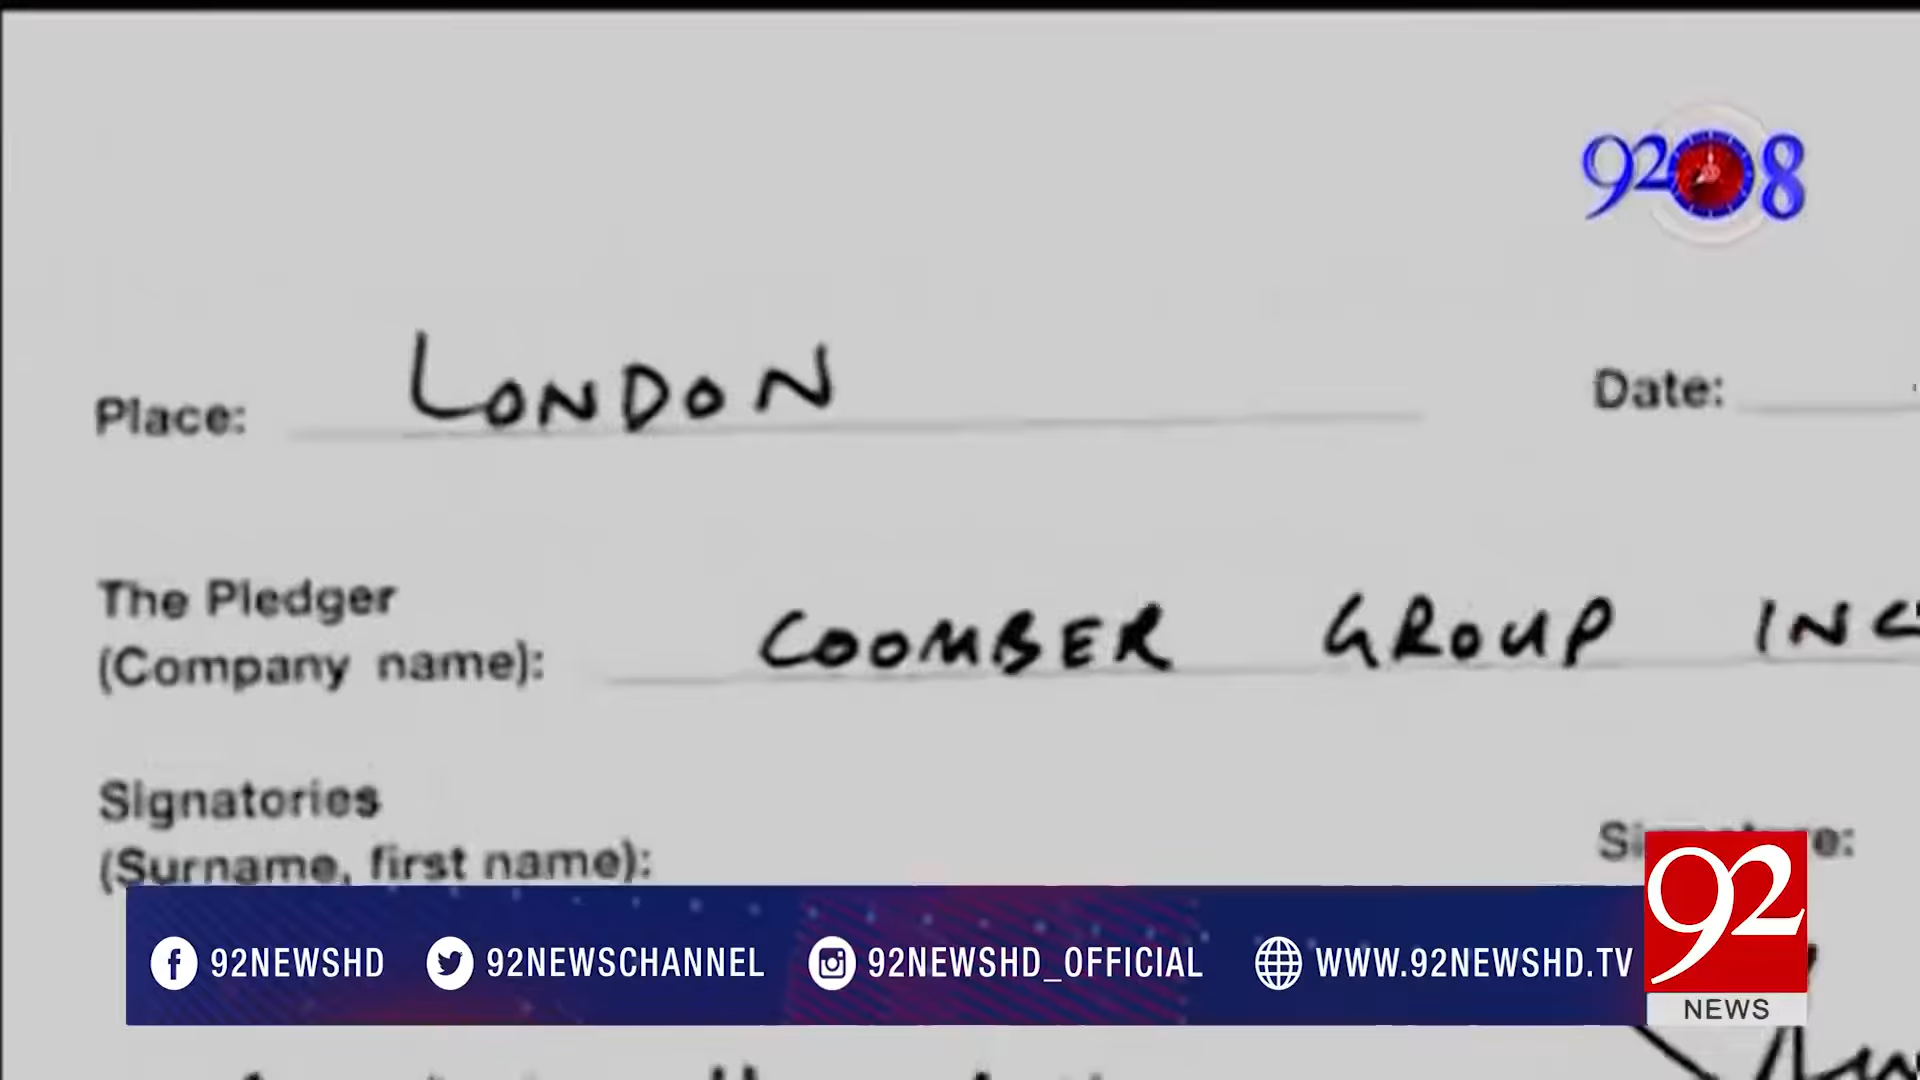 92 8
Place: LONDON Date:
The Pledger
(Company name): COOMBER GROUP INC
Signatories
(Surname, first name):
92NEWSHD 92NEWSCHANNEL 92NEWSHD_OFFICIAL WWW.92NEWSHD.TV
92
NEWS